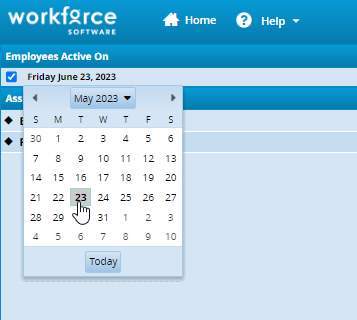 workforce
SOFTWARE
Home
? Help
Employees Active On
Friday June 23, 2023
Ass
May 2023
S M T W T F S
30 1 2 3 4 5 6
7 8 9 10 11 12 13
14 15 16 17 18 19 20
21 22 23 24 25 26 27
28 29 31 1 2 3
4 5 6 7 8 9 10
Today